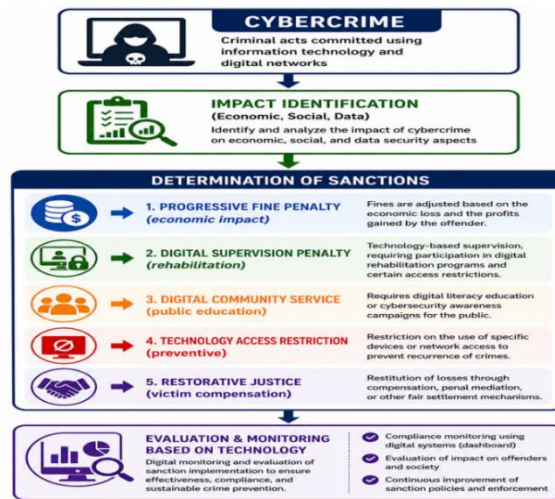 CYBERCRIME
Criminal acts committed using
information technology and
digital networks
IMPACT IDENTIFICATION
(Economic, Social, Data)
Identify and analyze the impact of cybercrime
on economic, social, and data security aspects
DETERMINATION OF SANCTIONS
1. PROGRESSIVE FINE PENALTY
(economic impact)
Fines are adjusted based on the
economic loss and the profits
gained by the offender.
2. DIGITAL SUPERVISION PENALTY
(rehabilitation)
Technology-based supervision,
requiring participation in digital
rehabilitation programs and
certain access restrictions.
3. DIGITAL COMMUNITY SERVICE
(public education)
Requires digital literacy education
or cybersecurity awareness
campaigns for the public.
4. TECHNOLOGY ACCESS RESTRICTION
(preventive)
Restriction on the use of specific
devices or network access to
prevent recurrence of crimes.
5. RESTORATIVE JUSTICE
(victim compensation)
Restitution of losses through
compensation, penal mediation,
or other fair settlement mechanisms.
EVALUATION & MONITORING
BASED ON TECHNOLOGY
Digital monitoring and evaluation of
sanction implementation to ensure
effectiveness, compliance, and
sustainable crime prevention.
Compliance monitoring using
digital systems (dashboard)
Evaluation of impact on offenders
and society
Continuous improvement of
sanction policies and enforcement